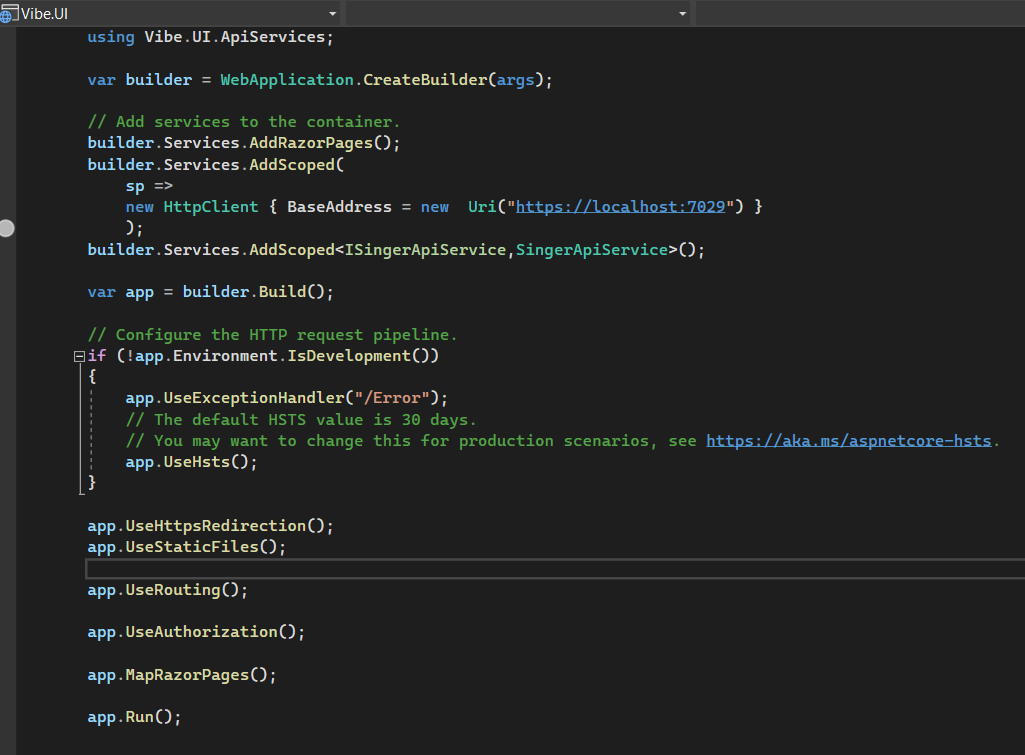 Vibe.UI
using Vibe.UI.ApiServices;
var builder = WebApplication.CreateBuilder(args);
// Add services to the container.
builder.Services.AddRazorPages();
builder.Services.AddScoped(
sp =>
new HttpClient { BaseAddress = new  Uri("https://localhost:7029") }
);
builder.Services.AddScoped<ISingerApiService,SingerApiService>();
var app = builder.Build();
// Configure the HTTP request pipeline.
if (!app.Environment.IsDevelopment())
{
app.UseExceptionHandler("/Error");
// The default HSTS value is 30 days.
// You may want to change this for production scenarios, see https://aka.ms/aspnetcore-hsts.
app.UseHsts();
}
app.UseHttpsRedirection();
app.UseStaticFiles();
app.UseRouting();
app.UseAuthorization();
app.MapRazorPages();
app.Run();